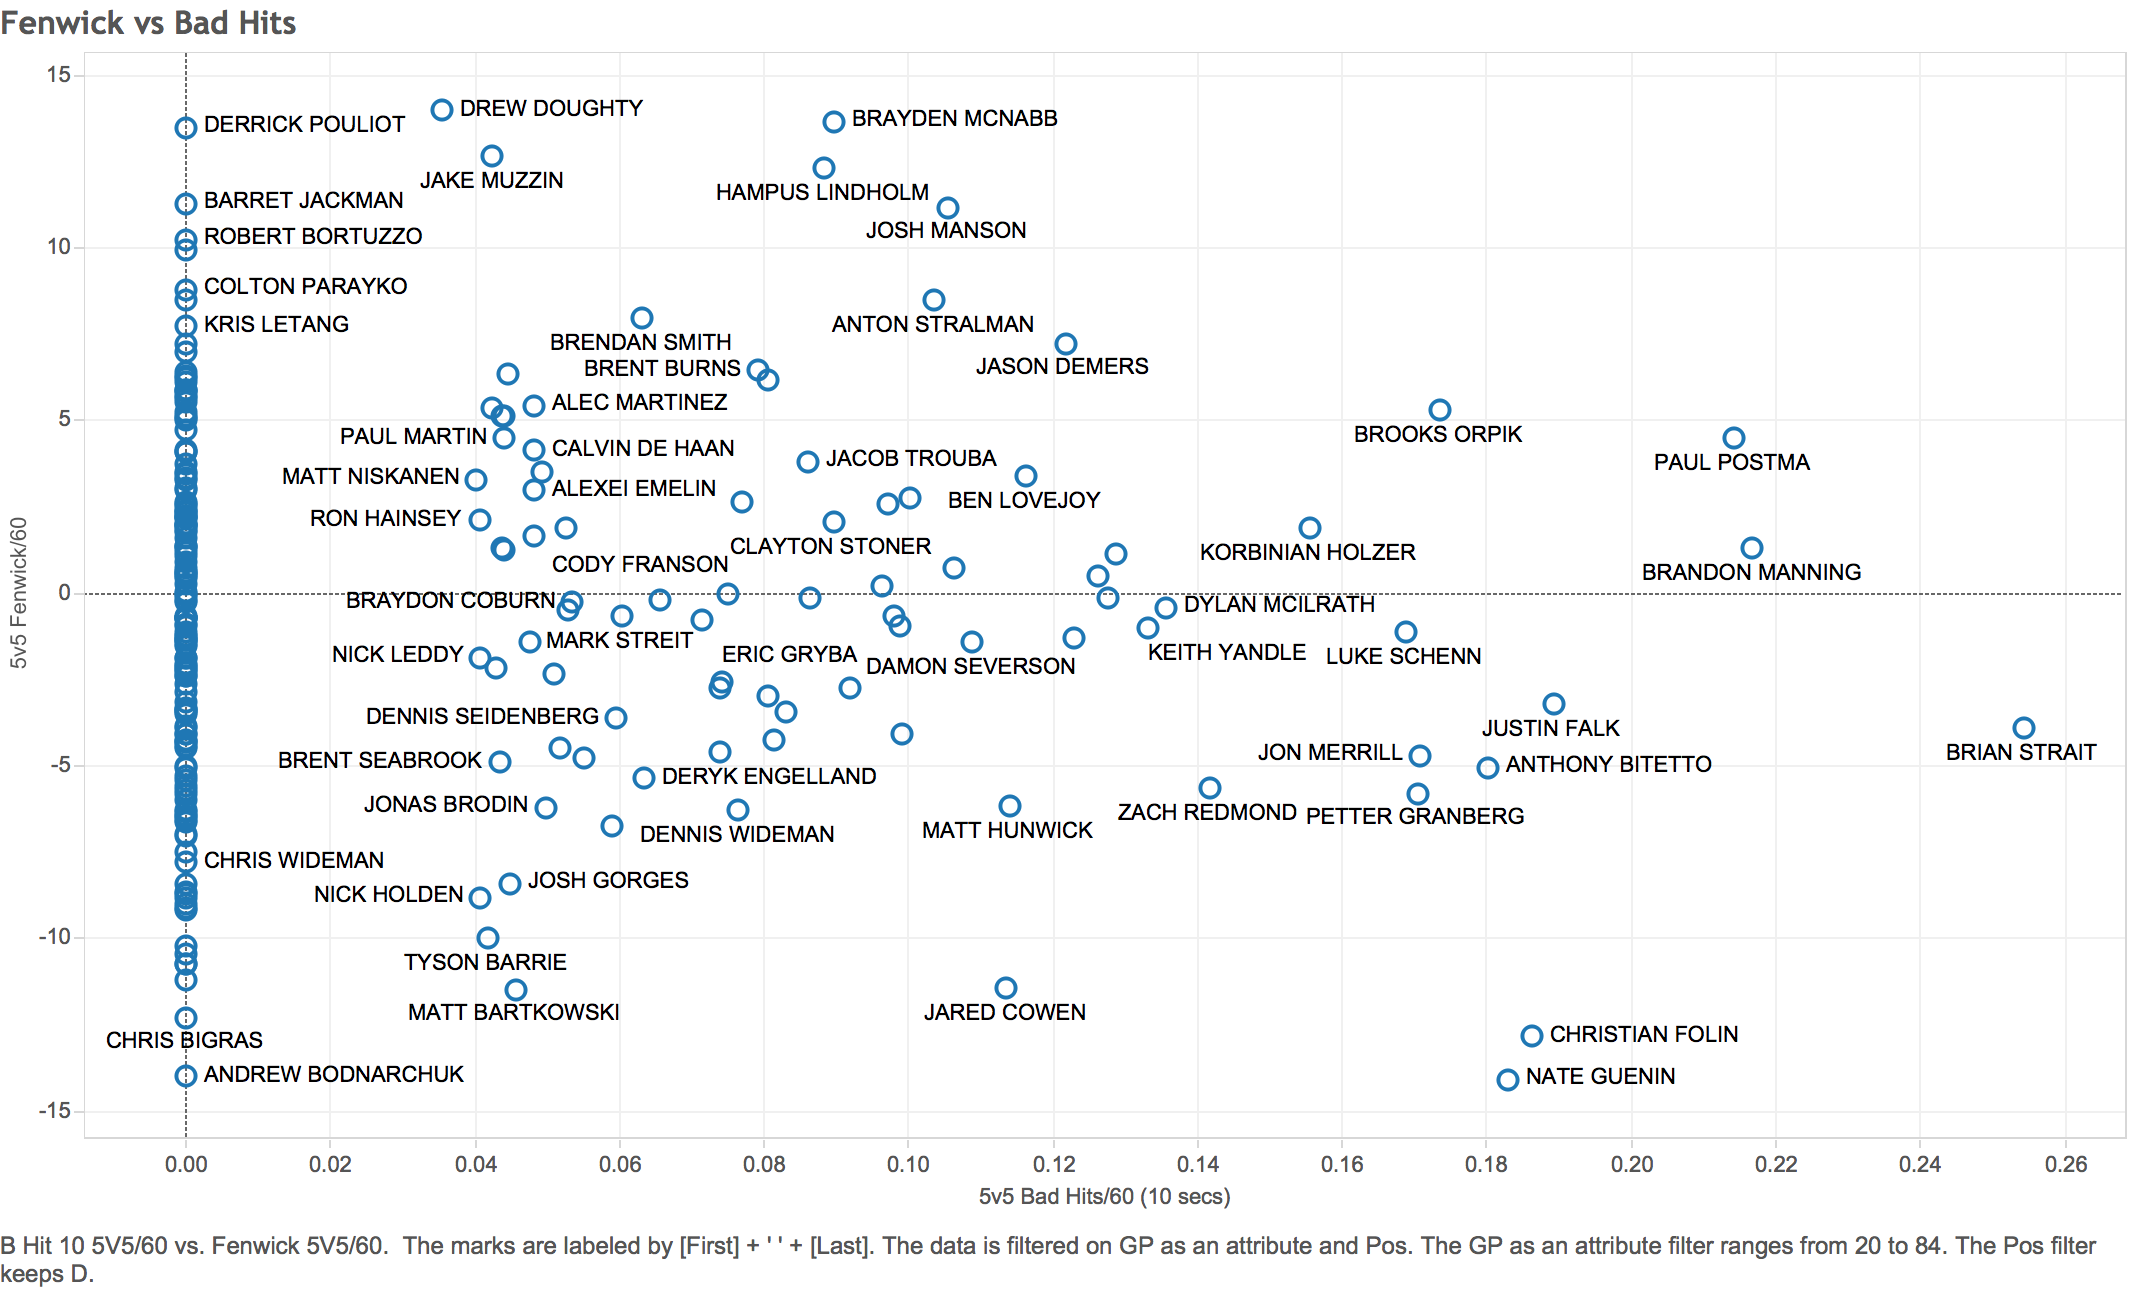 Fenwick vs Bad Hits
15
DREW DOUGHTY
BRAYDEN MCNABB
DERRICK POULIOT
JAKE MUZZIN
HAMPUS LINDHOLM
BARRET JACKMAN
JOSH MANSON
ROBERT BORTUZZO
10
COLTON PARAYKO
KRIS LETANG
ANTON STRALMAN
BRENDAN SMITH
BRENT BURNS
JASON DEMERS
ALEC MARTINEZ
5
PAUL MARTIN
BROOKS ORPIK
CALVIN DE HAAN
JACOB TROUBA
PAUL POSTMA
MATT NISKANEN
ALEXEI EMELIN
BEN LOVEJOY
RON HAINSEY
CLAYTON STONER
KORBINIAN HOLZER
CODY FRANSON
BRANDON MANNING
5v5 Fenwick/60
0
BRAYDON COBURN
DYLAN MCILRATH
MARK STREIT
NICK LEDDY
ERIC GRYBA
KEITH YANDLE
LUKE SCHENN
DAMON SEVERSON
DENNIS SEIDENBERG
JUSTIN FALK
JON MERRILL
BRIAN STRAIT
BRENT SEABROOK
-5
ANTHONY BITETTO
DERYK ENGELLAND
JONAS BRODIN
ZACH REDMOND
PETTER GRANBERG
DENNIS WIDEMAN
MATT HUNWICK
CHRIS WIDEMAN
JOSH GORGES
NICK HOLDEN
-10
TYSON BARRIE
MATT BARTKOWSKI
JARED COWEN
CHRISTIAN FOLIN
CHRIS BIGRAS
ANDREW BODNARCHUK
NATE GUENIN
-15
0.00 0.02 0.04 0.06 0.08 0.10 0.12 0.14 0.16 0.18 0.20 0.22 0.24 0.26
5v5 Bad Hits/60 (10 secs)
B Hit 10 5V5/60 vs. Fenwick 5V5/60.  The marks are labeled by [First] + ' ' + [Last]. The data is filtered on GP as an attribute and Pos. The GP as an attribute filter ranges from 20 to 84. The Pos filter
keeps D.